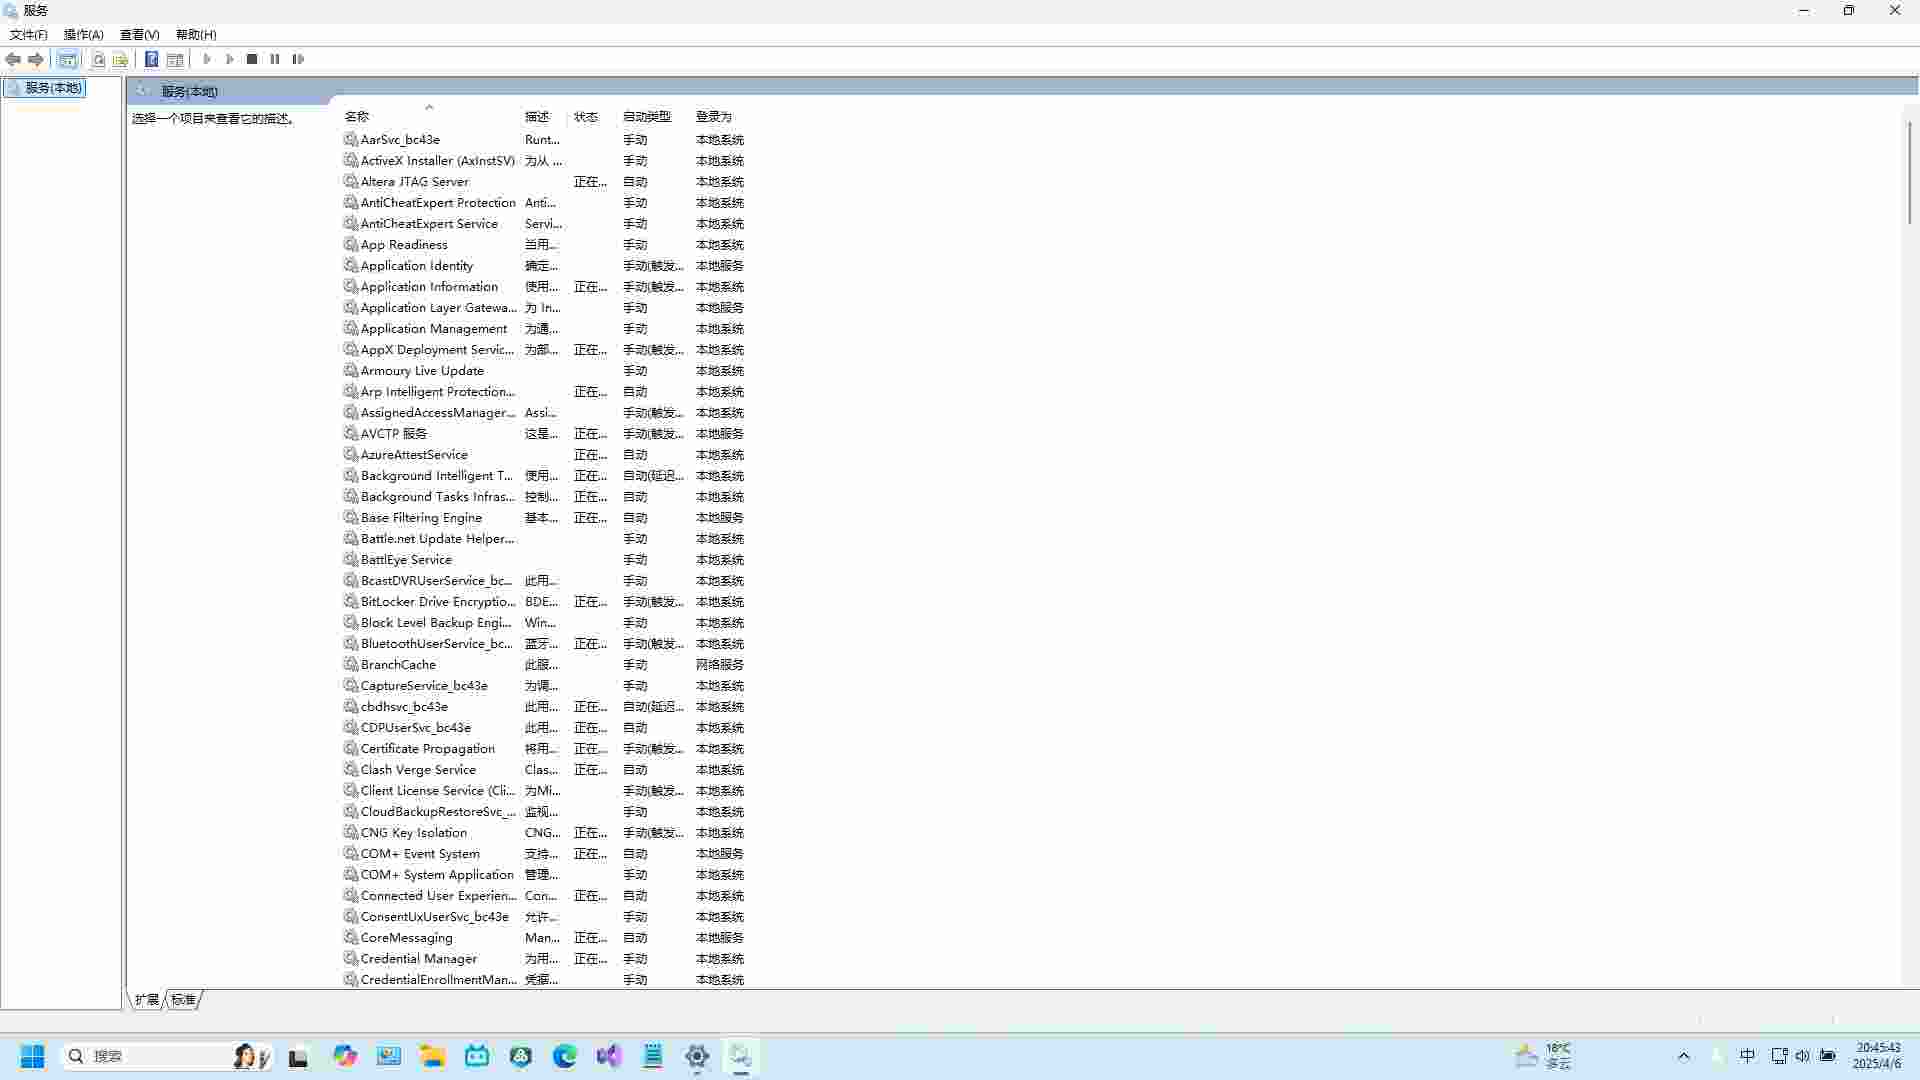 服务
文件(F) 操作(A) 查看(V) 帮助(H)
服务(本地)
服务(本地)
选择一个项目来查看它的描述。
名称 描述 状态 启动类型 登录为
AarSvc_bc43e Runt... 手动 本地系统
ActiveX Installer (AxInstSV) 为从 ... 手动 本地系统
Altera JTAG Server 正在... 自动 本地系统
AntiCheatExpert Protection Anti... 手动 本地系统
AntiCheatExpert Service Servi... 手动 本地系统
App Readiness 当用... 手动 本地系统
Application Identity 确定... 手动(触发... 本地服务
Application Information 使用... 正在... 手动(触发... 本地系统
Application Layer Gatewa... 为 In... 手动 本地服务
Application Management 为通... 手动 本地系统
AppX Deployment Servic... 为部... 正在... 手动(触发... 本地系统
Armoury Live Update 手动 本地系统
Arp Intelligent Protection... 正在... 自动 本地系统
AssignedAccessManager... Assi... 手动(触发... 本地系统
AVCTP 服务 这是... 正在... 手动(触发... 本地服务
AzureAttestService 正在... 自动 本地系统
Background Intelligent T... 使用... 正在... 自动(延迟... 本地系统
Background Tasks Infras... 控制... 正在... 自动 本地系统
Base Filtering Engine 基本... 正在... 自动 本地服务
Battle.net Update Helper... 手动 本地系统
BattlEye Service 手动 本地系统
BcastDVRUserService_bc... 此用... 手动 本地系统
BitLocker Drive Encryptio... BDE... 正在... 手动(触发... 本地系统
Block Level Backup Engi... Win... 手动 本地系统
BluetoothUserService_bc... 蓝牙... 正在... 手动(触发... 本地系统
BranchCache 此服... 手动 网络服务
CaptureService_bc43e 为调... 手动 本地系统
cbdhsvc_bc43e 此用... 正在... 自动(延迟... 本地系统
CDPUserSvc_bc43e 此用... 正在... 自动 本地系统
Certificate Propagation 将用... 正在... 手动(触发... 本地系统
Clash Verge Service Clas... 正在... 自动 本地系统
Client License Service (Cli... 为Mi... 手动(触发... 本地系统
CloudBackupRestoreSvc_... 监视... 手动 本地系统
CNG Key Isolation CNG... 正在... 手动(触发... 本地系统
COM+ Event System 支持... 正在... 自动 本地服务
COM+ System Application 管理... 手动 本地系统
Connected User Experien... Con... 正在... 自动 本地系统
ConsentUxUserSvc_bc43e 允许... 手动 本地系统
CoreMessaging Man... 正在... 自动 本地服务
Credential Manager 为用... 正在... 手动 本地系统
CredentialEnrollmentMan... 凭据... 手动 本地系统
扩展 标准
搜索
18°C
多云
中
20:45:43
2025/4/6